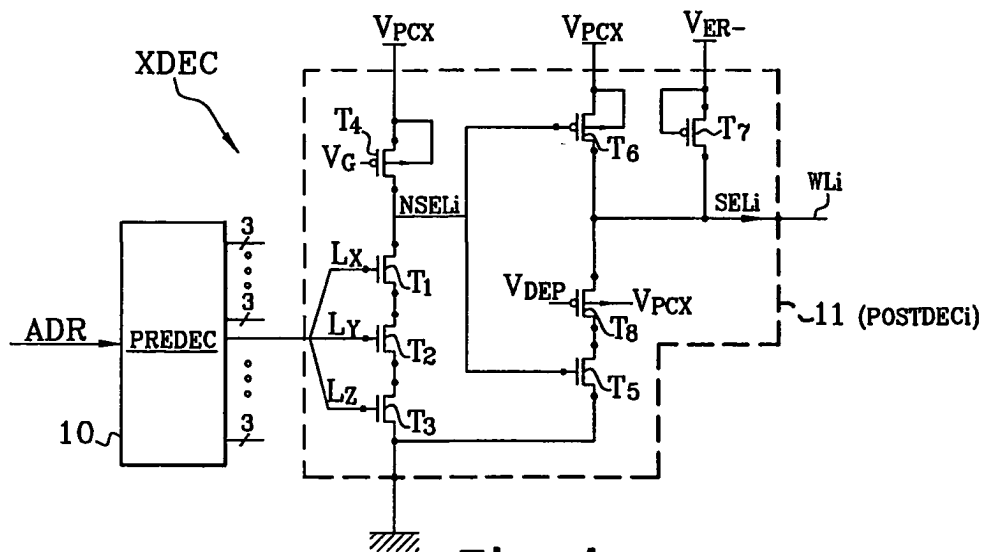 VPCX
VPCX
VER-
XDEC
T4
VG
T6
T7
NSELi
SELi
WLi
3
LX
T1
VDEP
VPCX
11 (POSTDECi)
3
ADR
PREDEC
LY
T2
T8
T5
LZ
T3
10
3